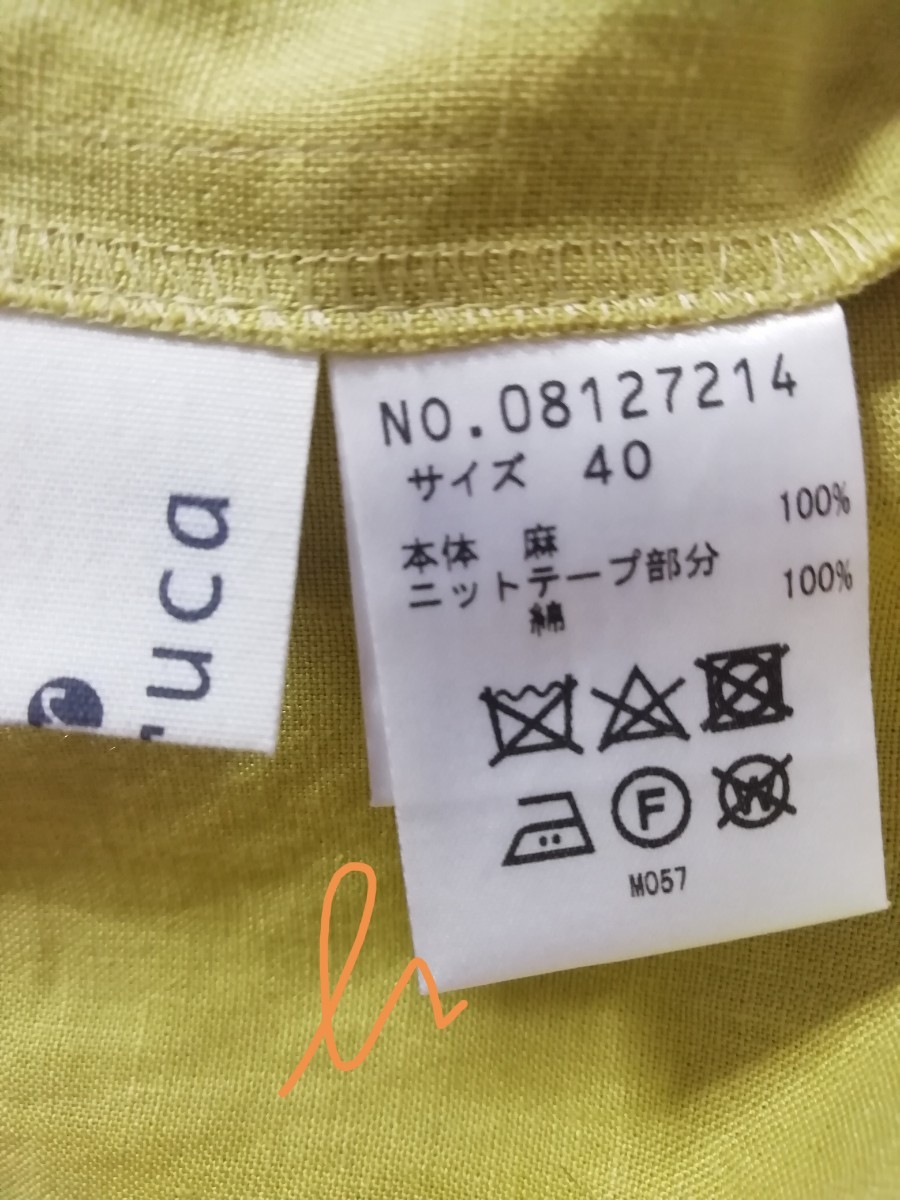 NO.08127214
サイズ 40
本体 麻 100%
ニットテープ部分
綿 100%
F
W
M057
uca